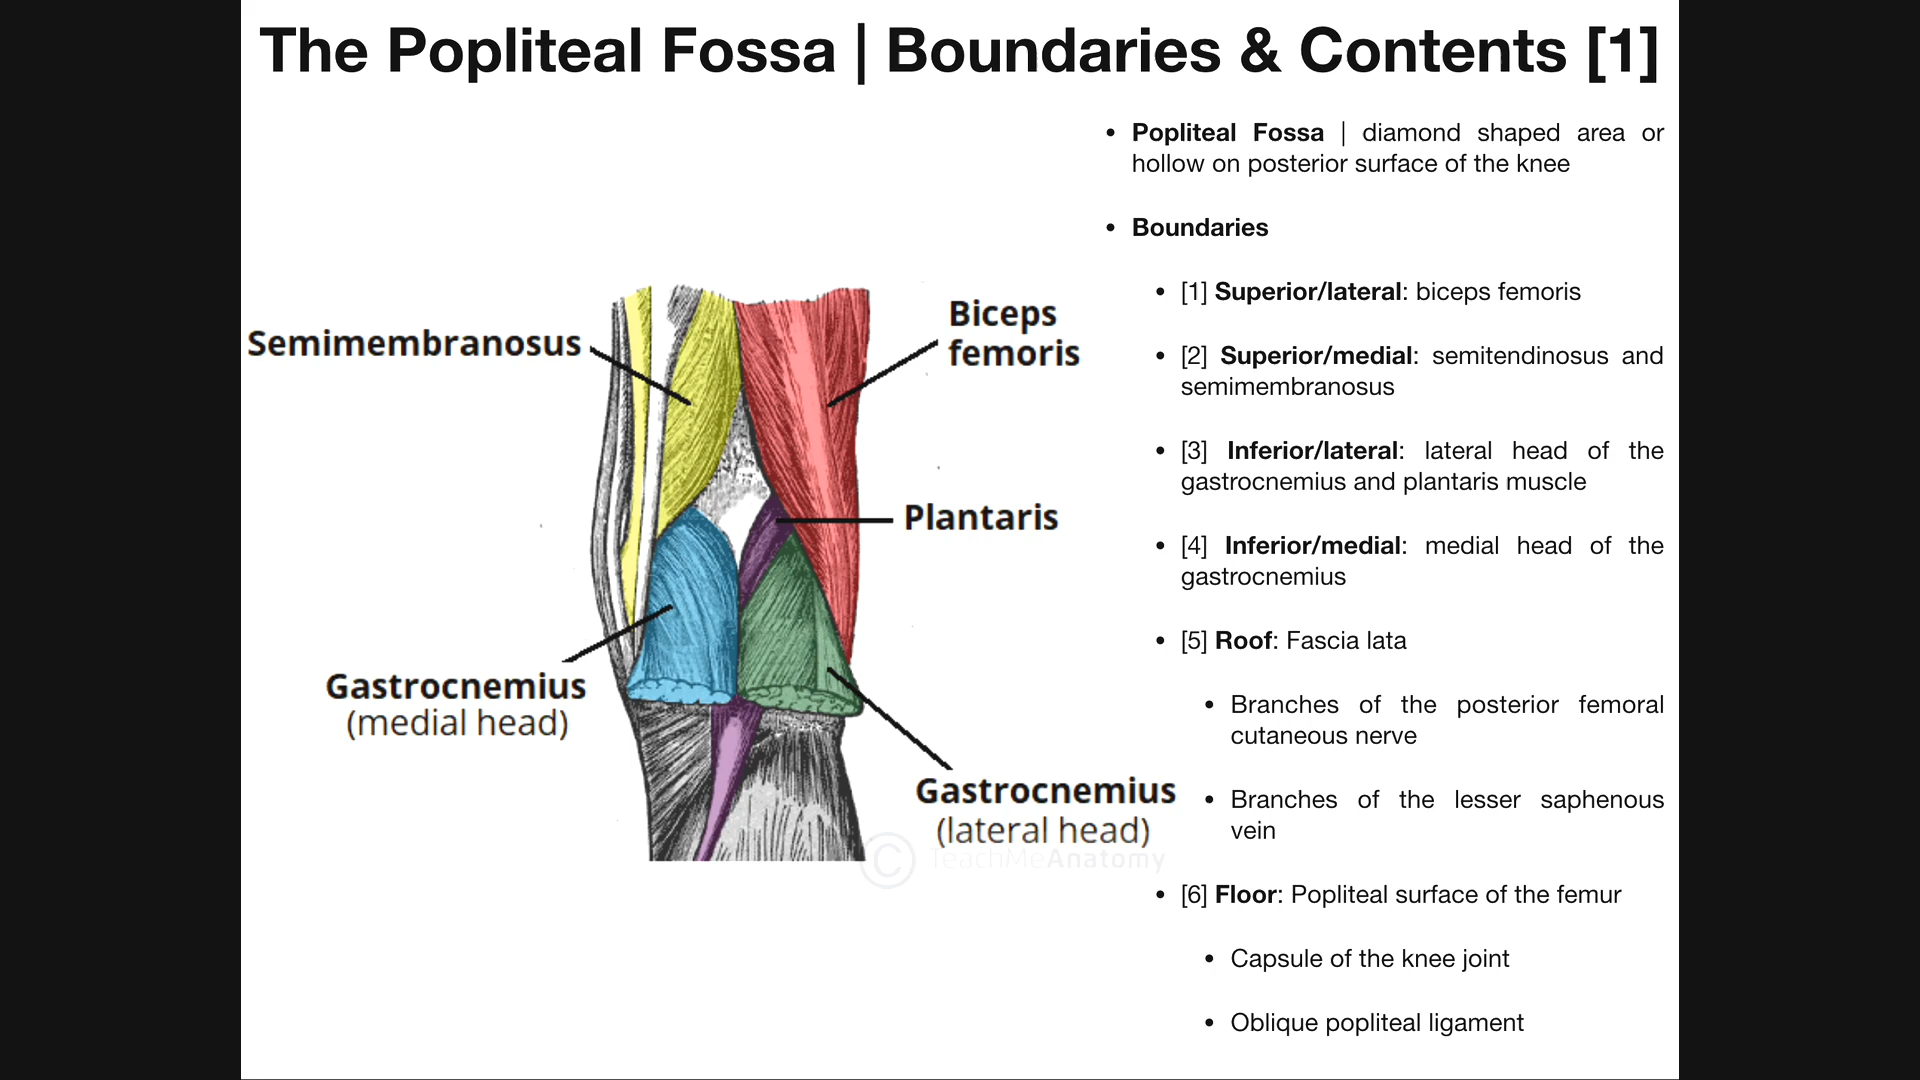 The Popliteal Fossa | Boundaries & Contents [1]
Semimembranosus
Biceps
femoris
Plantaris
Gastrocnemius
(medial head)
Gastrocnemius
(lateral head)
© TeachMeAnatomy
• Popliteal Fossa | diamond shaped area or
hollow on posterior surface of the knee
• Boundaries
• [1] Superior/lateral: biceps femoris
• [2] Superior/medial: semitendinosus and
semimembranosus
• [3] Inferior/lateral: lateral head of the
gastrocnemius and plantaris muscle
• [4] Inferior/medial: medial head of the
gastrocnemius
• [5] Roof: Fascia lata
• Branches of the posterior femoral
cutaneous nerve
• Branches of the lesser saphenous
vein
• [6] Floor: Popliteal surface of the femur
• Capsule of the knee joint
• Oblique popliteal ligament